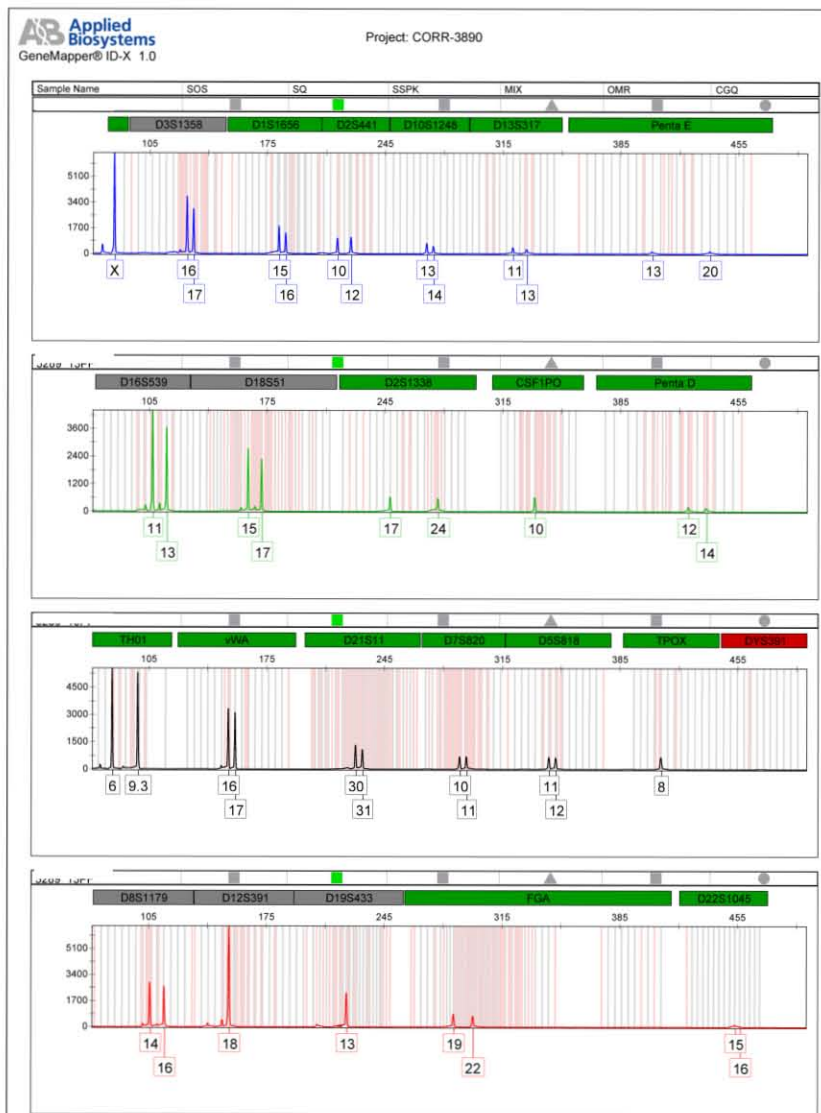 AB Applied
Biosystems
GeneMapper® ID-X 1.0
Project: CORR-3890
Sample Name SOS SQ SSPK MIX OMR CGQ
D3S1358 D1S1656 D2S441 D10S1248 D13S317 Penta E
105 175 245 315 385 455
5100
3400
1700
0
X 16 15 10 13 11 13 20
17 16 12 14 13
D16S539 D18S51 D2S1338 CSF1PO Penta D
105 175 245 315 385 455
3600
2400
1200
0
11 15 17 24 10 12
13 17 14
TH01 vWA D21S11 D7S820 D5S818 TPOX DYS391
105 175 245 315 385 455
4500
3000
1500
0
6 9.3 16 30 10 11 8
17 31 11 12
D8S1179 D12S391 D19S433 FGA D22S1045
105 175 245 315 385 455
5100
3400
1700
0
14 18 13 19 15
16 22 16